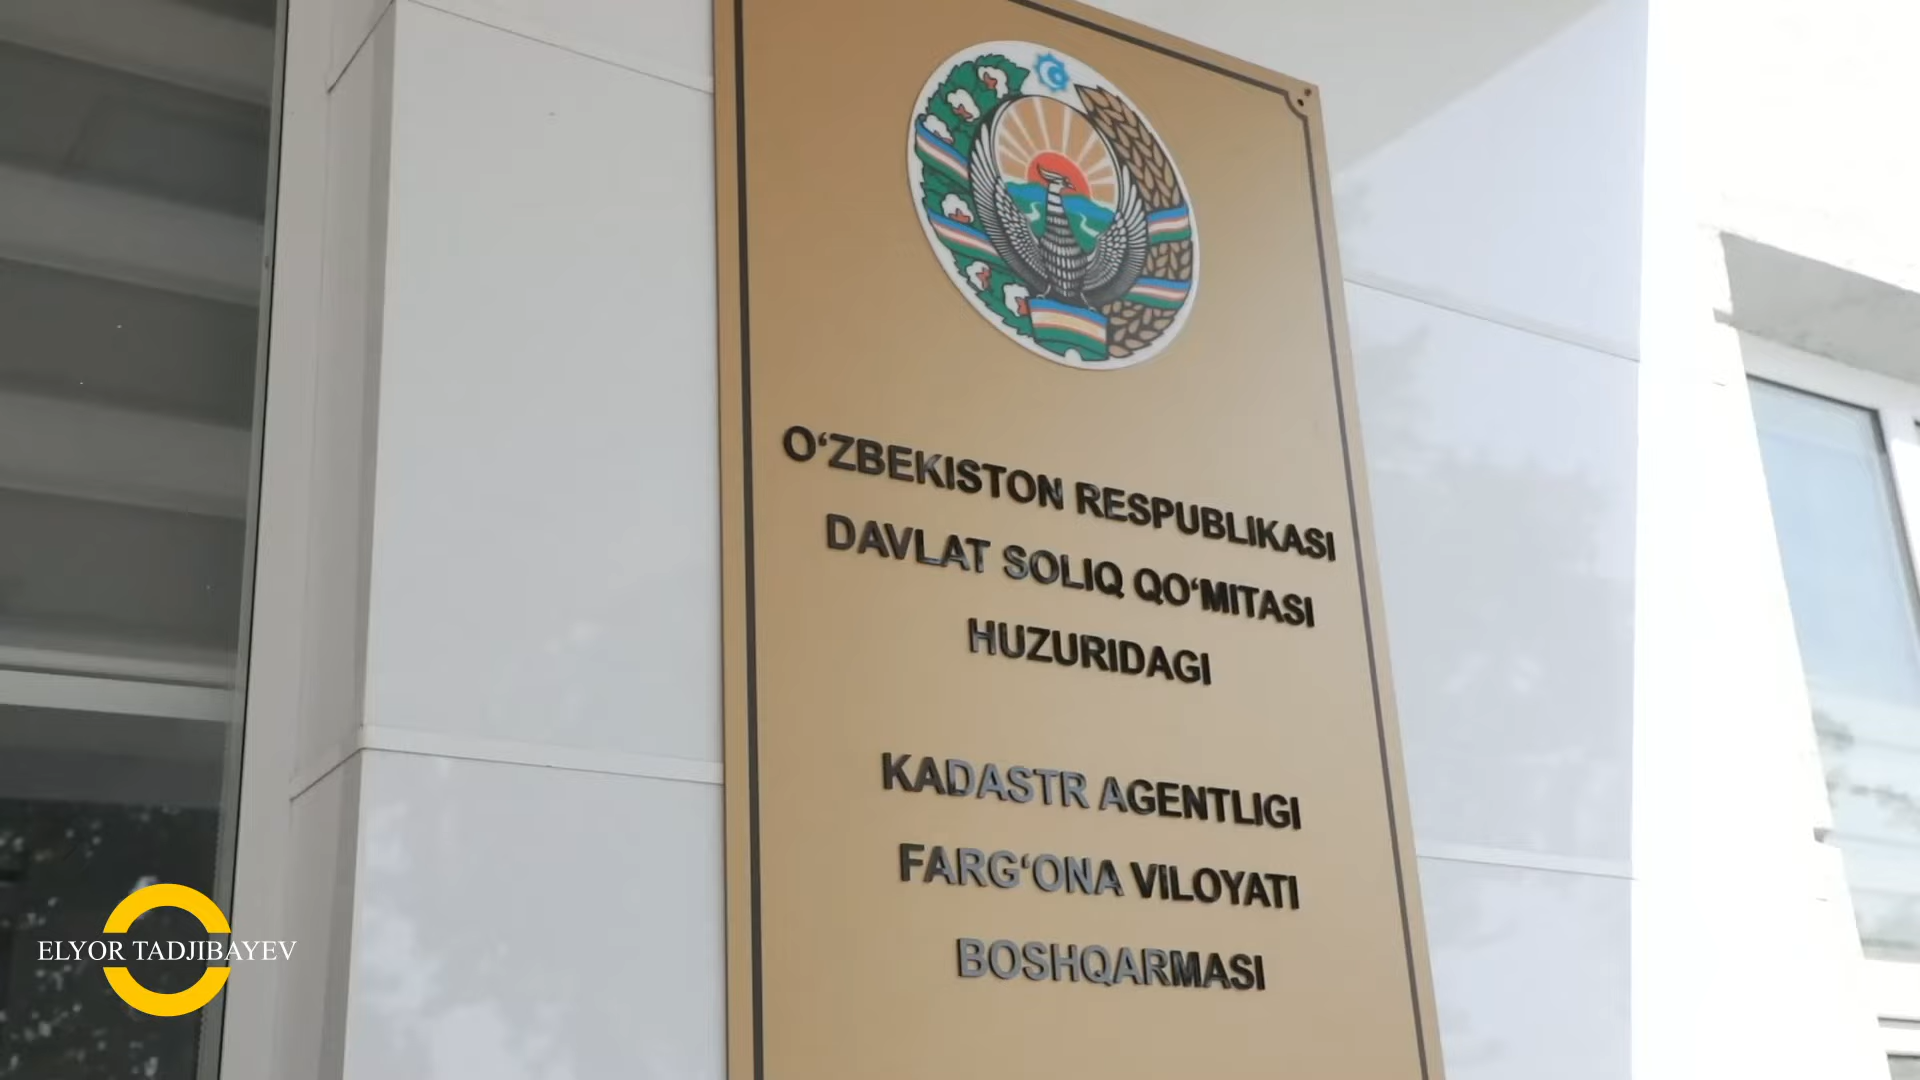 O‘ZBEKISTON RESPUBLIKASI
DAVLAT SOLIQ QO‘MITASI
HUZURIDAGI
KADASTR AGENTLIGI
FARG‘ONA VILOYATI
BOSHQARMASI
ELYOR TADJIBAYEV